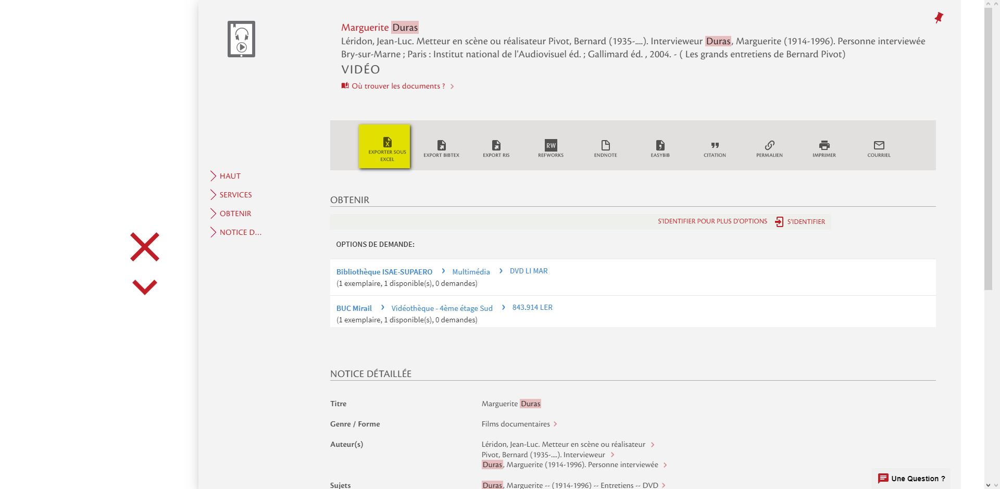 Marguerite Duras
Léridon, Jean-Luc. Metteur en scène ou réalisateur Pivot, Bernard (1935-....). Intervieweur Duras, Marguerite (1914-1996). Personne interviewée
Bry-sur-Marne ; Paris : Institut national de l'Audiovisuel éd. ; Gallimard éd. , 2004. - ( Les grands entretiens de Bernard Pivot)
VIDÉO
Où trouver les documents ?
X
EXPORTER SOUS
EXCEL
EXPORT BIBTEX
EXPORT RIS
RW
REFWORKS
ENDNOTE
EASYBIB
CITATION
PERMALIEN
IMPRIMER
COURRIEL
HAUT
SERVICES
OBTENIR
NOTICE D...
OBTENIR
S'IDENTIFIER POUR PLUS D'OPTIONS S'IDENTIFIER
OPTIONS DE DEMANDE:
Bibliothèque ISAE-SUPAERO Multimédia DVD LI MAR
(1 exemplaire, 1 disponible(s), 0 demandes)
BUC Mirail Vidéothèque - 4ème étage Sud 843.914 LER
(1 exemplaire, 1 disponible(s), 0 demandes)
NOTICE DÉTAILLÉE
Titre Marguerite Duras
Genre / Forme Films documentaires
Auteur(s) Léridon, Jean-Luc. Metteur en scène ou réalisateur
Pivot, Bernard (1935-....). Intervieweur
Duras, Marguerite (1914-1996). Personne interviewée
Sujets Duras, Marguerite -- (1914-1996) -- Entretiens -- DVD
Une Question ?